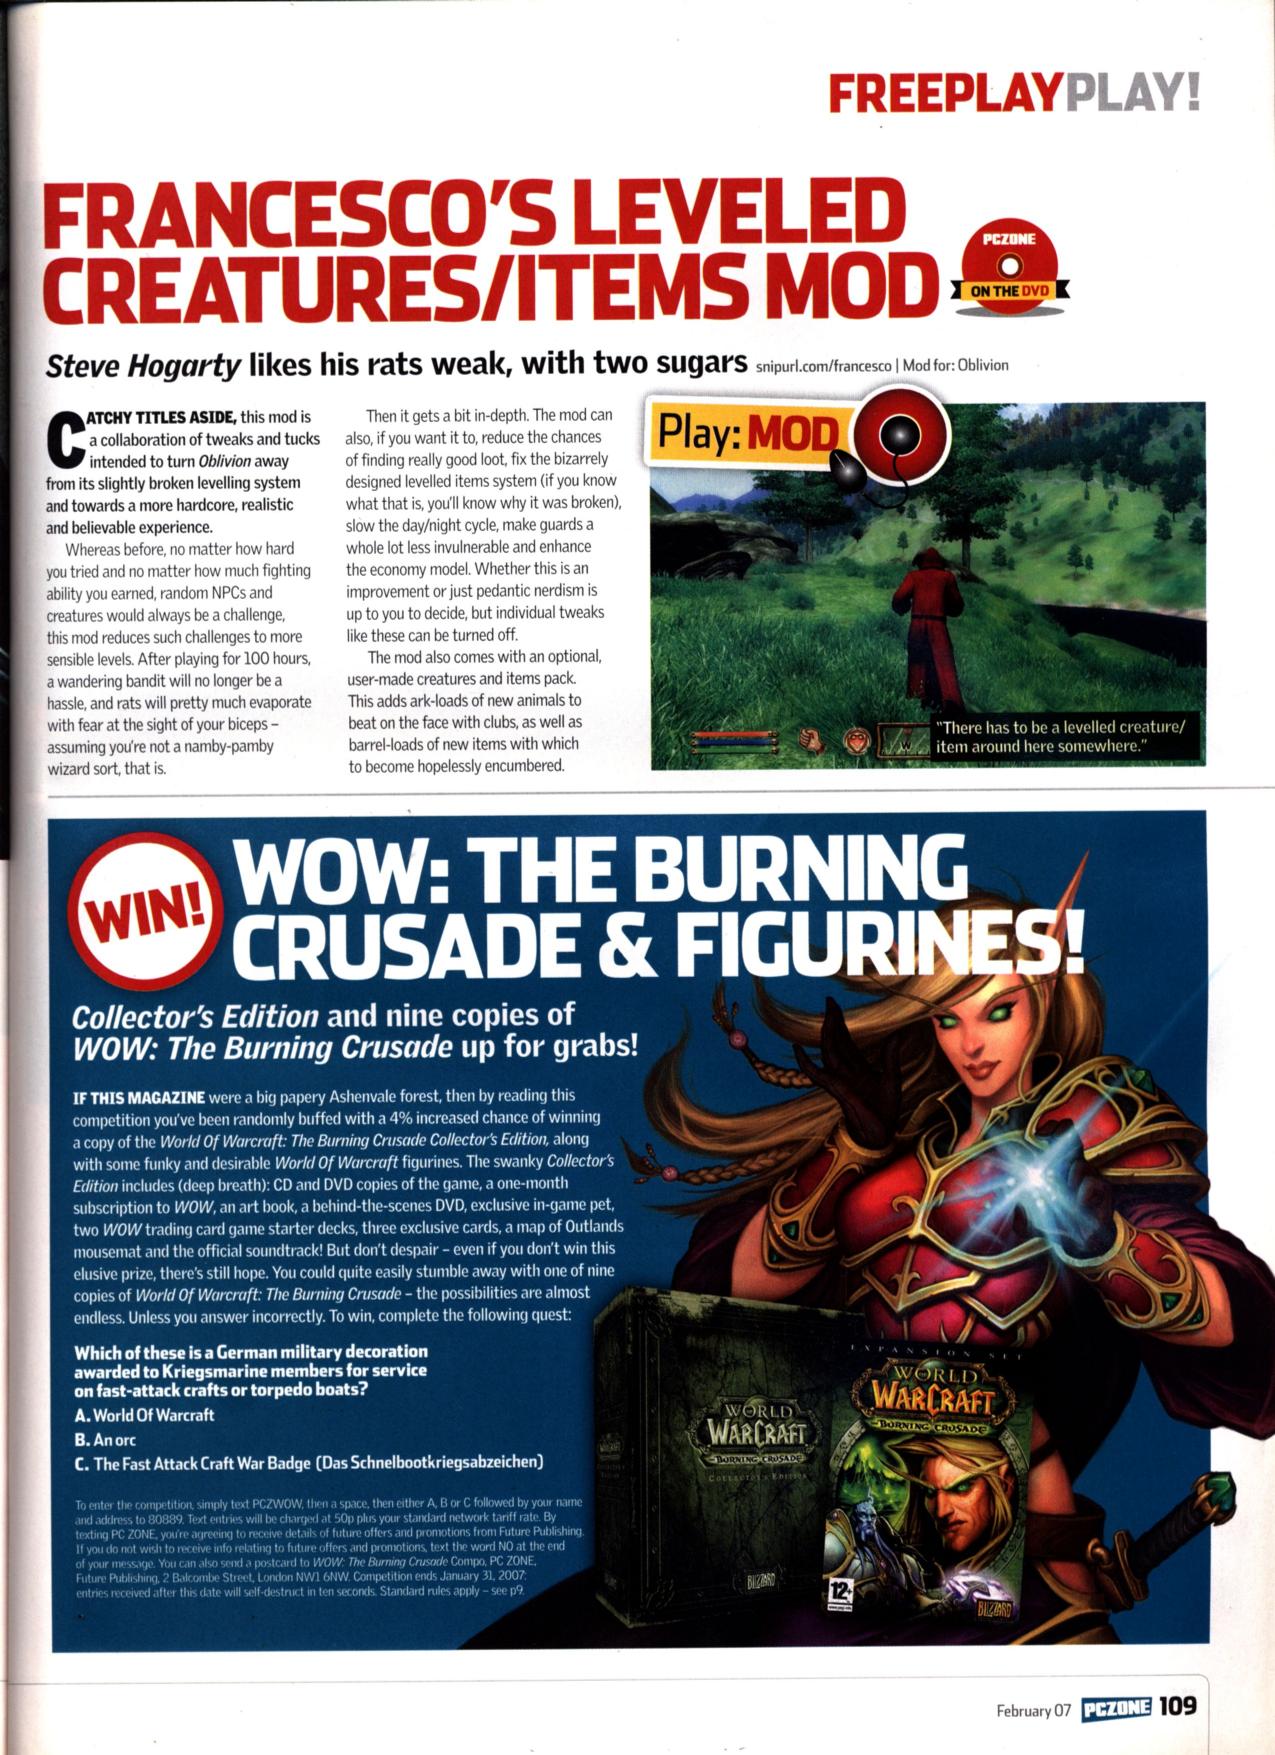 FREEPLAYPLAY!
FRANCESCO'S LEVELED
CREATURES/ITEMS MOD
PCZONE
ON THE DVD
Steve Hogarty likes his rats weak, with two sugars snipurl.com/francesco | Mod for: Oblivion
CATCHY TITLES ASIDE, this mod is
a collaboration of tweaks and tucks
intended to turn Oblivion away
from its slightly broken levelling system
and towards a more hardcore, realistic
and believable experience.
Whereas before, no matter how hard
you tried and no matter how much fighting
ability you earned, random NPCs and
creatures would always be a challenge,
this mod reduces such challenges to more
sensible levels. After playing for 100 hours,
a wandering bandit will no longer be a
hassle, and rats will pretty much evaporate
with fear at the sight of your biceps –
assuming you're not a namby-pamby
wizard sort, that is.
Then it gets a bit in-depth. The mod can
also, if you want it to, reduce the chances
of finding really good loot, fix the bizarrely
designed levelled items system (if you know
what that is, you'll know why it was broken),
slow the day/night cycle, make guards a
whole lot less invulnerable and enhance
the economy model. Whether this is an
improvement or just pedantic nerdism is
up to you to decide, but individual tweaks
like these can be turned off.
The mod also comes with an optional,
user-made creatures and items pack.
This adds ark-loads of new animals to
beat on the face with clubs, as well as
barrel-loads of new items with which
to become hopelessly encumbered.
Play: MOD
W
"There has to be a levelled creature/
item around here somewhere."
WIN!
WOW: THE BURNING
CRUSADE & FIGURINES!
Collector's Edition and nine copies of
WOW: The Burning Crusade up for grabs!
IF THIS MAGAZINE were a big papery Ashenvale forest, then by reading this
competition you've been randomly buffed with a 4% increased chance of winning
a copy of the World Of Warcraft: The Burning Crusade Collector's Edition, along
with some funky and desirable World Of Warcraft figurines. The swanky Collector's
Edition includes (deep breath): CD and DVD copies of the game, a one-month
subscription to WOW, an art book, a behind-the-scenes DVD, exclusive in-game pet,
two WOW trading card game starter decks, three exclusive cards, a map of Outlands
mousemat and the official soundtrack! But don't despair – even if you don't win this
elusive prize, there's still hope. You could quite easily stumble away with one of nine
copies of World Of Warcraft: The Burning Crusade – the possibilities are almost
endless. Unless you answer incorrectly. To win, complete the following quest:
Which of these is a German military decoration
awarded to Kriegsmarine members for service
on fast-attack crafts or torpedo boats?
A. World Of Warcraft
B. An orc
C. The Fast Attack Craft War Badge (Das Schnelbootkriegsabzeichen)
To enter the competition, simply text PCZWOW, then a space, then either A, B or C followed by your name
and address to 80889. Text entries will be charged at 50p plus your standard network tariff rate. By
texting PC ZONE, you're agreeing to receive details of future offers and promotions from Future Publishing.
If you do not wish to receive info relating to future offers and promotions, text the word NO at the end
of your message. You can also send a postcard to WOW: The Burning Crusade Compo, PC ZONE,
Future Publishing, 2 Balcombe Street, London NW1 6NW. Competition ends January 31, 2007;
entries received after this date will self-destruct in ten seconds. Standard rules apply – see p9.
WORLD
WARCRAFT
BURNING CRUSADE
COLLECTOR'S EDITION
BLIZZARD
EXPANSION SET
WORLD
WARCRAFT
BURNING CRUSADE
12+
BLIZZARD
February 07 PCZONE 109